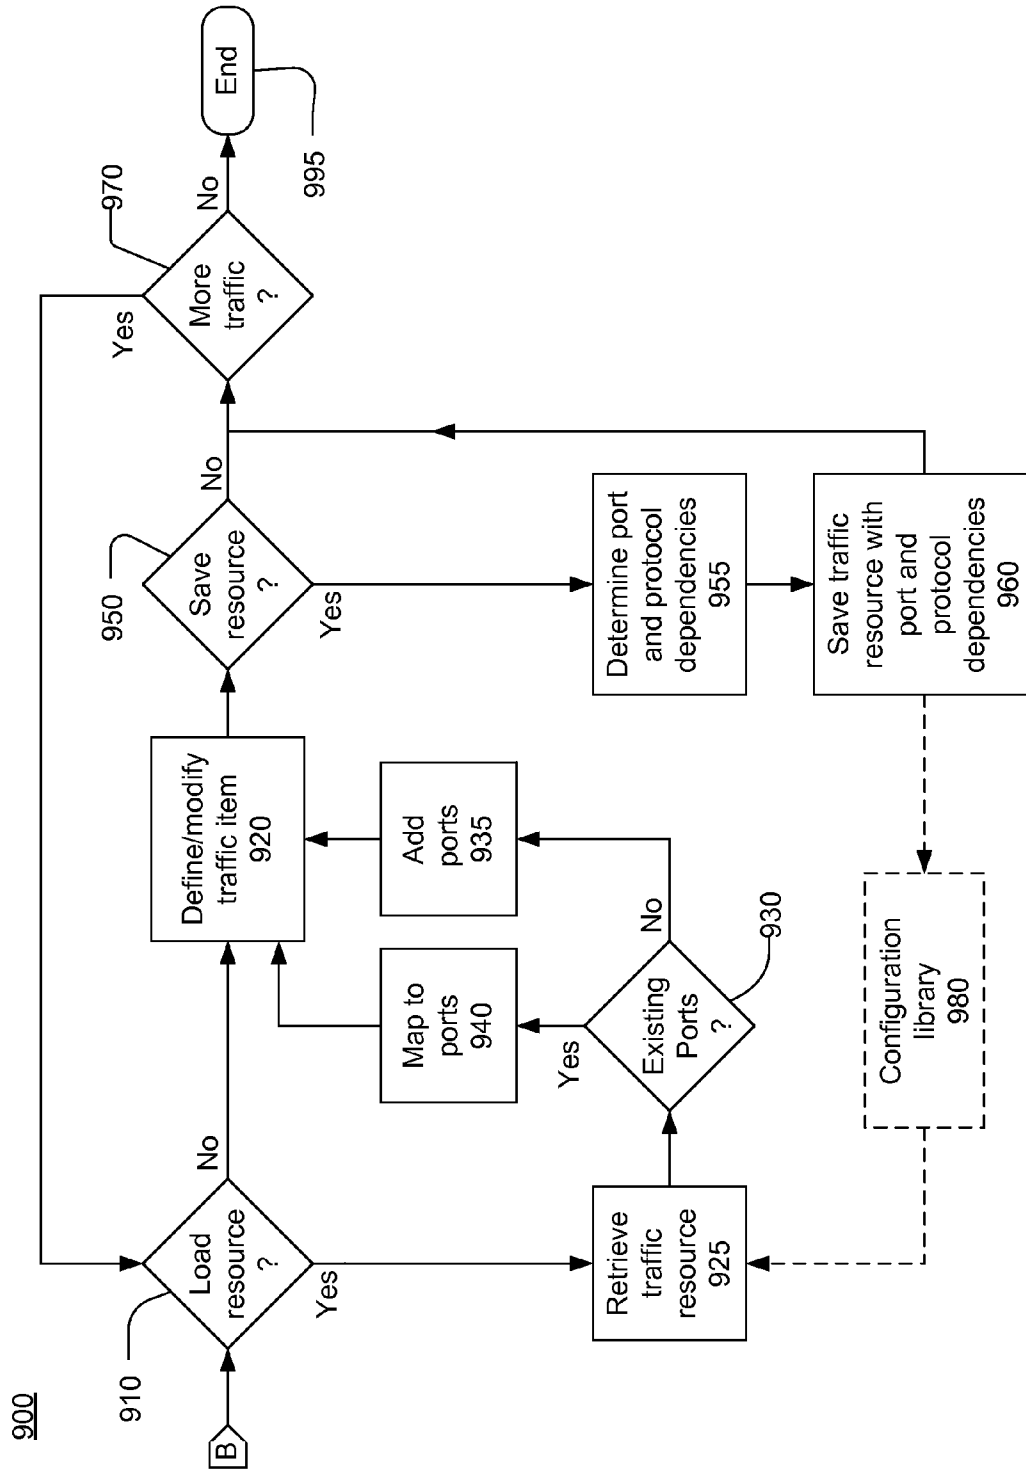 900
B
910
Load
resource
?
No
Yes
Define/modify
traffic item
920
950
Save
resource
?
No
Yes
970
More
traffic
?
Yes
No
End
995
Retrieve
traffic
resource
925
Existing
Ports
?
930
Yes
No
Map to
ports
940
Add
ports
935
Determine port
and protocol
dependencies
955
Save traffic
resource with
port and
protocol
dependencies
960
Configuration
library
980